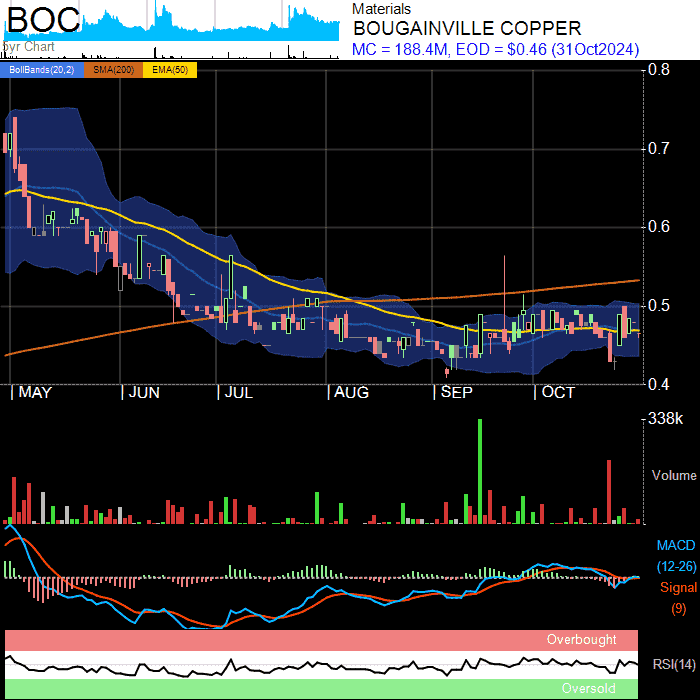 BOC
5yr Chart
Materials
BOUGAINVILLE COPPER
MC = 188.4M, EOD = $0.46 (31Oct2024)
BollBands(20,2) SMA(200) EMA(50)
0.8
0.7
0.6
0.5
0.4
MAY JUN JUL AUG SEP OCT
338k
Volume
MACD
(12-26)
Signal
(9)
Overbought
RSI(14)
Oversold